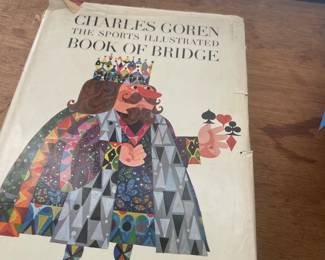 CHARLES GOREN
THE SPORTS ILLUSTRATED
BOOK OF BRIDGE